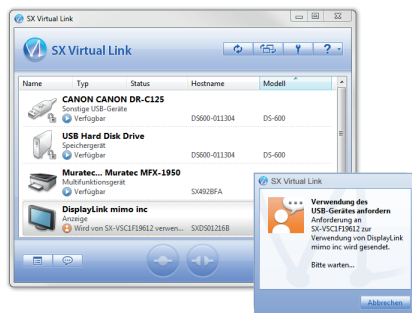 SX Virtual Link
SX Virtual Link
Name Typ Status Hostname Modell
CANON CANON DR-C125
Sonstige USB-Geräte
Verfügbar DS600-011304 DS-600
USB Hard Disk Drive
Speichergerät
Verfügbar DS600-011304 DS-600
Muratec... Muratec MFX-1950
Multifunktionsgerät
Verfügbar SX492BFA
DisplayLink mimo inc
Anzeige
Wird von SX-VSC1F19612 verwen... SXDS01216B
SX Virtual Link
Verwendung des
USB-Gerätes anfordern
Anforderung an
SX-VSC1F19612 zur
Verwendung von DisplayLink
mimo inc wird gesendet.
Bitte warten...
Abbrechen